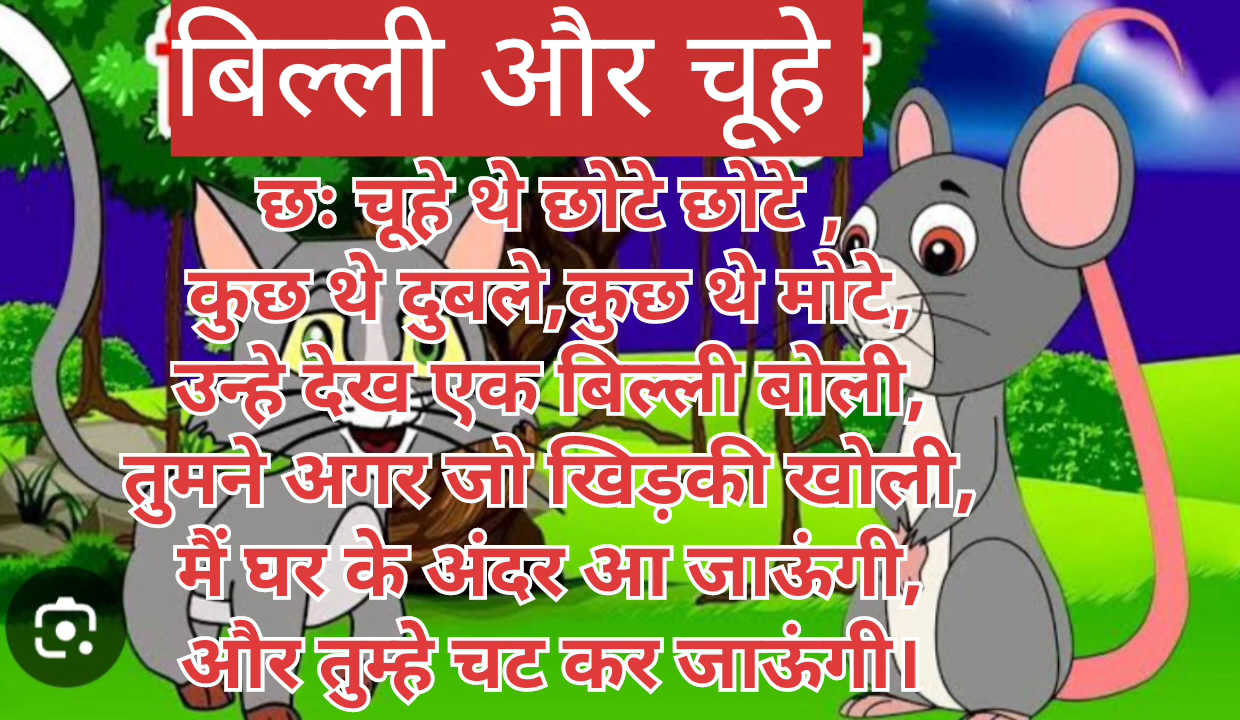 बिल्ली और चूहे
छः चूहे थे छोटे छोटे ,
कुछ थे दुबले,कुछ थे मोटे,
उन्हे देख एक बिल्ली बोली,
तुमने अगर जो खिड़की खोली,
मैं घर के अंदर आ जाऊंगी,
और तुम्हे चट कर जाऊंगी।